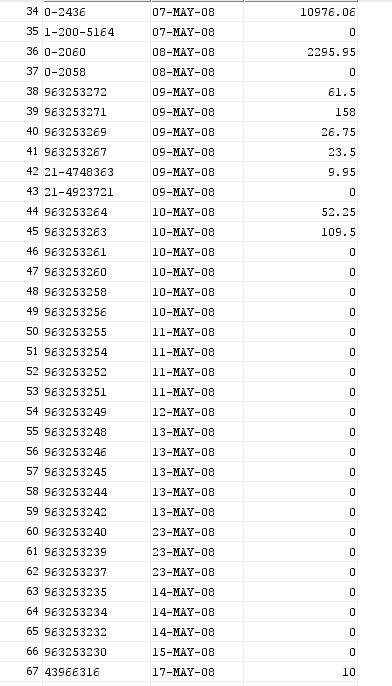 34 0-2436 07-MAY-08 10976.06
35 1-200-5164 07-MAY-08 0
36 0-2060 08-MAY-08 2295.95
37 0-2058 08-MAY-08 0
38 963253272 09-MAY-08 61.5
39 963253271 09-MAY-08 158
40 963253269 09-MAY-08 26.75
41 963253267 09-MAY-08 23.5
42 21-4748363 09-MAY-08 9.95
43 21-4923721 09-MAY-08 0
44 963253264 10-MAY-08 52.25
45 963253263 10-MAY-08 109.5
46 963253261 10-MAY-08 0
47 963253260 10-MAY-08 0
48 963253258 10-MAY-08 0
49 963253256 10-MAY-08 0
50 963253255 11-MAY-08 0
51 963253254 11-MAY-08 0
52 963253252 11-MAY-08 0
53 963253251 11-MAY-08 0
54 963253249 12-MAY-08 0
55 963253248 13-MAY-08 0
56 963253246 13-MAY-08 0
57 963253245 13-MAY-08 0
58 963253244 13-MAY-08 0
59 963253242 13-MAY-08 0
60 963253240 23-MAY-08 0
61 963253239 23-MAY-08 0
62 963253237 23-MAY-08 0
63 963253235 14-MAY-08 0
64 963253234 14-MAY-08 0
65 963253232 14-MAY-08 0
66 963253230 15-MAY-08 0
67 43966316 17-MAY-08 10